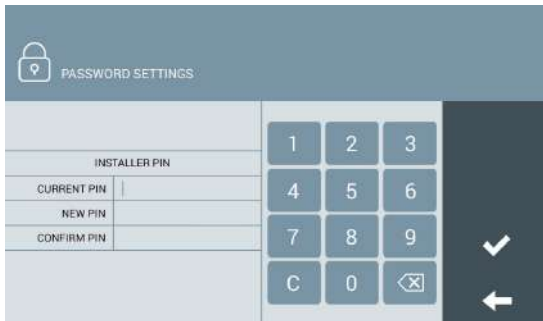 PASSWORD SETTINGS
INSTALLER PIN
CURRENT PIN
NEW PIN
CONFIRM PIN
1 2 3
4 5 6
7 8 9
C 0